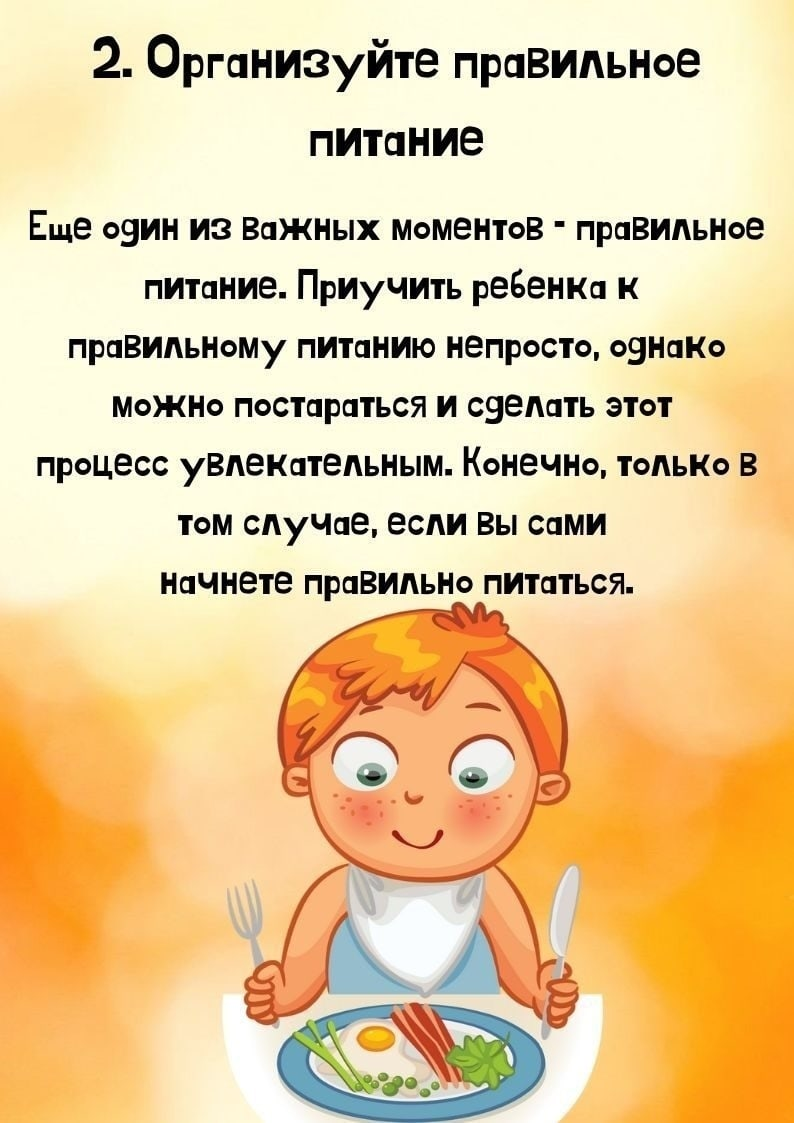 2. Организуйте правильное
питание
Еще один из важных моментов - правильное
питание. Приучить ребенка к
правильному питанию непросто, однако
можно постараться и сделать этот
процесс увлекательным. Конечно, только в
том случае, если вы сами
начнете правильно питаться.